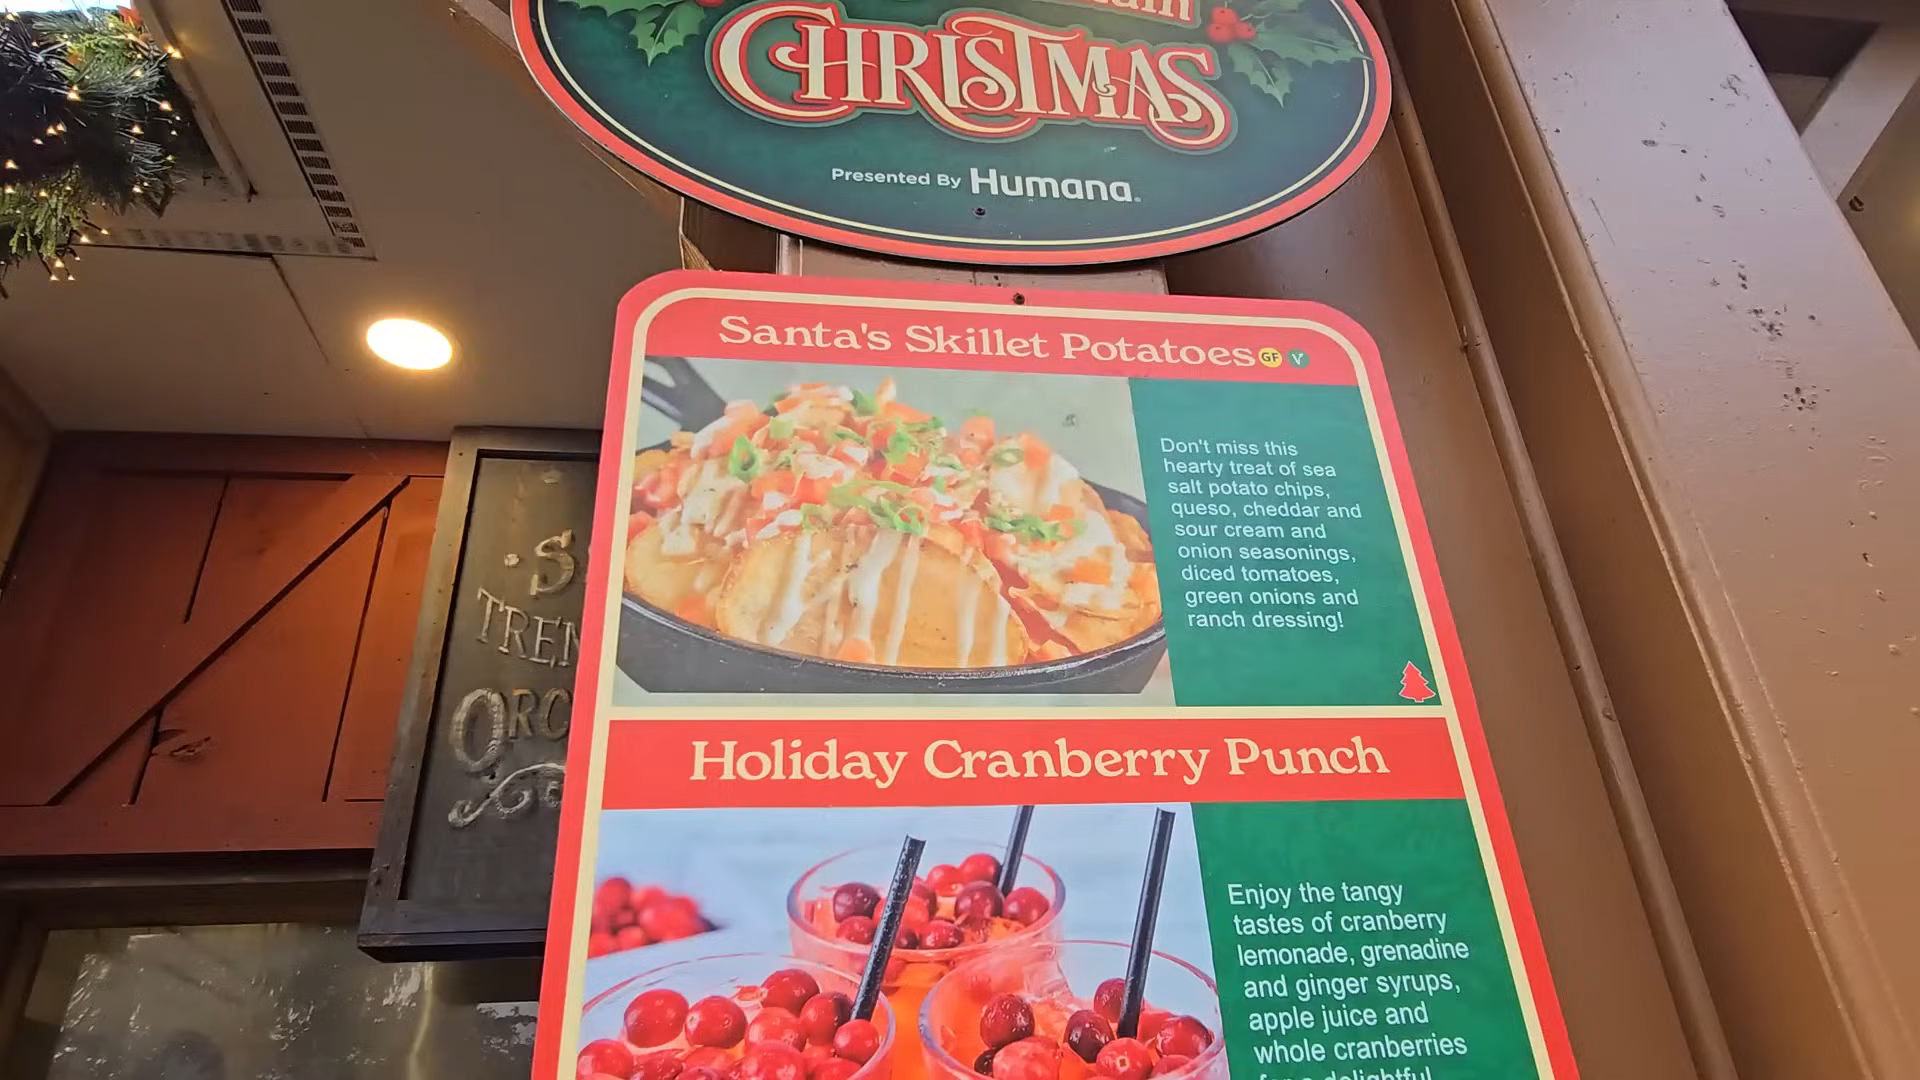 CHRISTMAS
Presented By Humana.
Santa's Skillet Potatoes GF V
Don't miss this
hearty treat of sea
salt potato chips,
queso, cheddar and
sour cream and
onion seasonings,
diced tomatoes,
green onions and
ranch dressing!
Holiday Cranberry Punch
Enjoy the tangy
tastes of cranberry
lemonade, grenadine
and ginger syrups,
apple juice and
whole cranberries
for a delightful